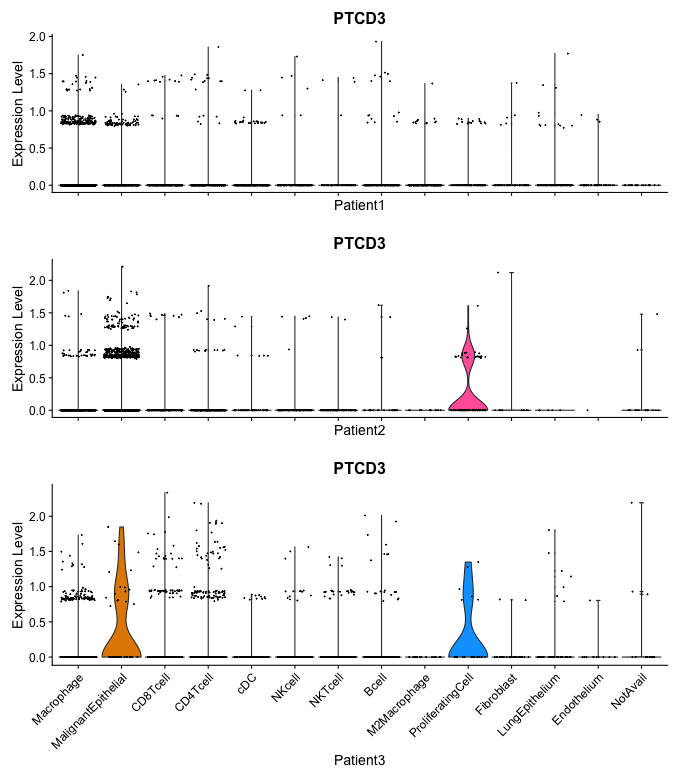 PTCD3
Expression Level
2.0
1.5
1.0
0.5
0.0
Patient1
PTCD3
Expression Level
2.0
1.5
1.0
0.5
0.0
Patient2
PTCD3
Expression Level
2.0
1.5
1.0
0.5
0.0
Macrophage
MalignantEpithelial
CD8Tcell
CD4Tcell
cDC
NKcell
NKTcell
Bcell
M2Macrophage
ProliferatingCell
Fibroblast
LungEpithelium
Endothelium
NotAvail
Patient3